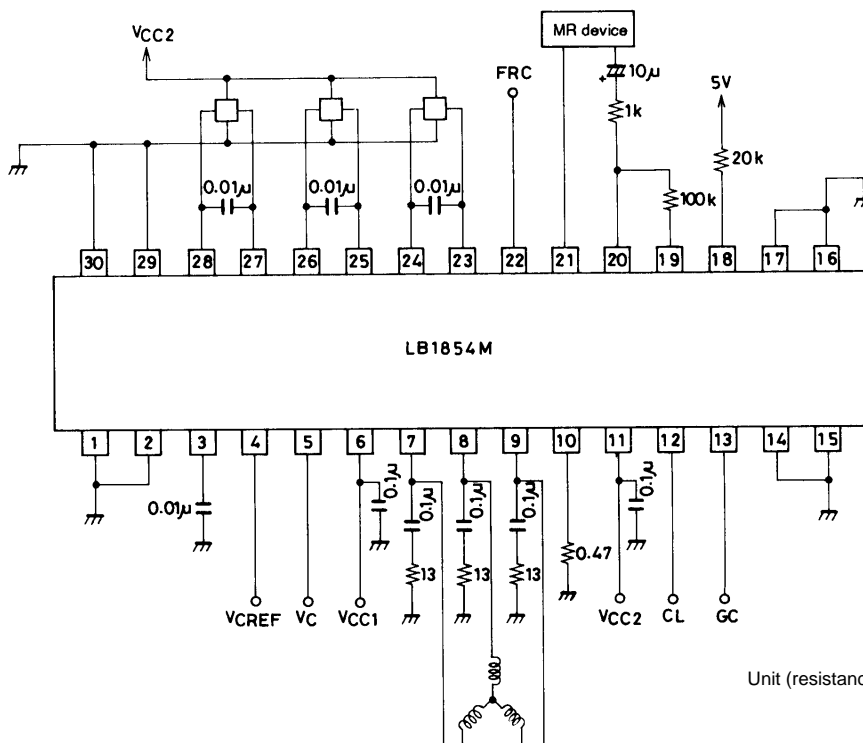 MR device
VCC2
FRC
10μ
5V
1k
20k
0.01μ
0.01μ
0.01μ
100k
30 29 28 27 26 25 24 23 22 21 20 19 18 17 16
LB1854M
1 2 3 4 5 6 7 8 9 10 11 12 13 14 15
0.1μ
0.1μ
0.1μ
0.1μ
0.1μ
0.01μ
13
13
13
0.47
VCREF
VC
VCC1
VCC2
CL
GC
Unit (resistanc